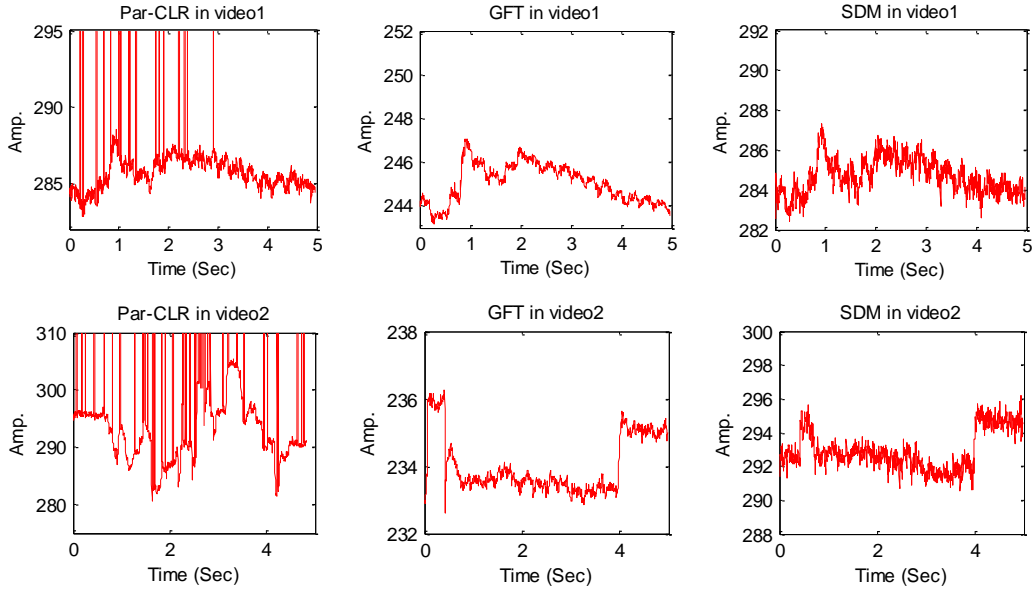 Par-CLR in video1
295
290
285
Amp.
0 1 2 3 4 5
Time (Sec)
GFT in video1
252
250
248
246
244
Amp.
0 1 2 3 4 5
Time (Sec)
SDM in video1
292
290
288
286
284
282
Amp.
0 1 2 3 4 5
Time (Sec)
Par-CLR in video2
310
300
290
280
Amp.
0 2 4
Time (Sec)
GFT in video2
238
236
234
232
Amp.
0 2 4
Time (Sec)
SDM in video2
300
298
296
294
292
290
288
Amp.
0 2 4
Time (Sec)